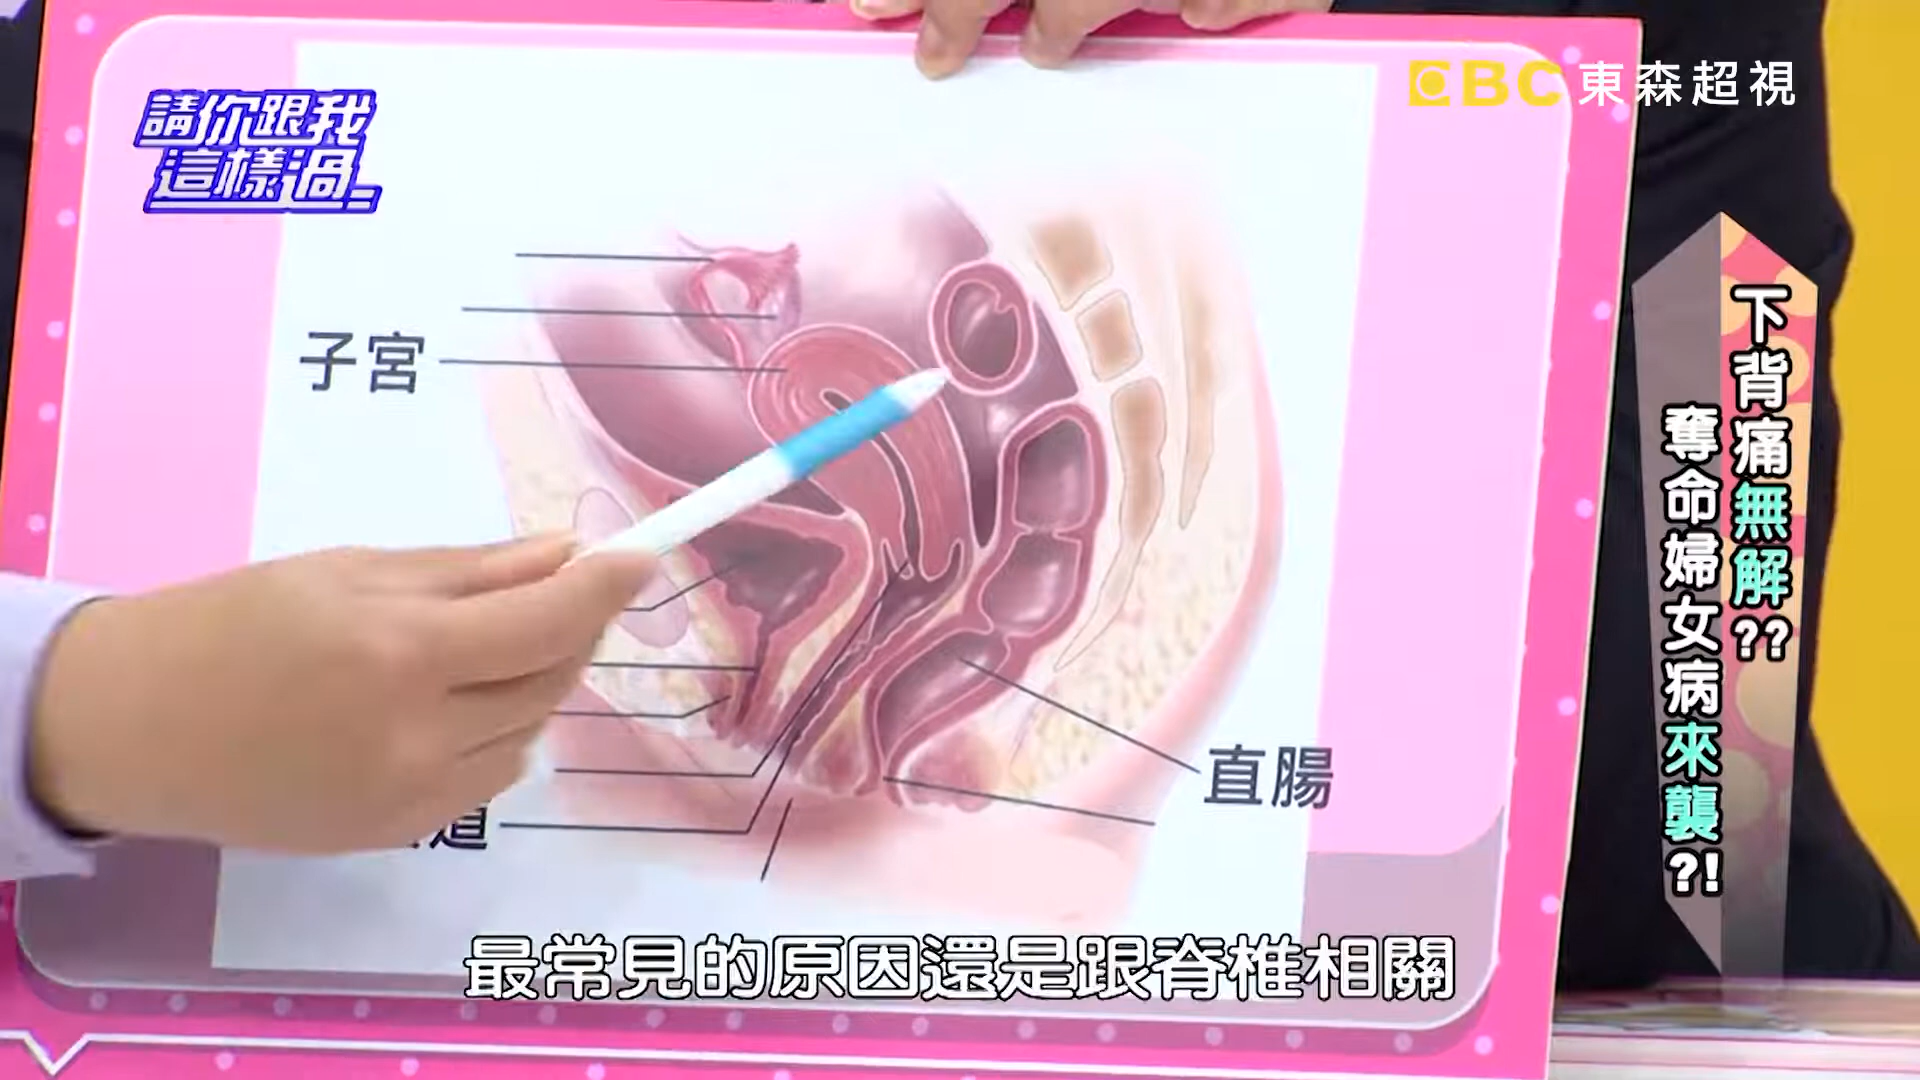 請你跟我
這樣過
EBC 東森超視
子宮
直腸
道
下背痛無解??
奪命婦女病來襲?!
最常見的原因還是跟脊椎相關